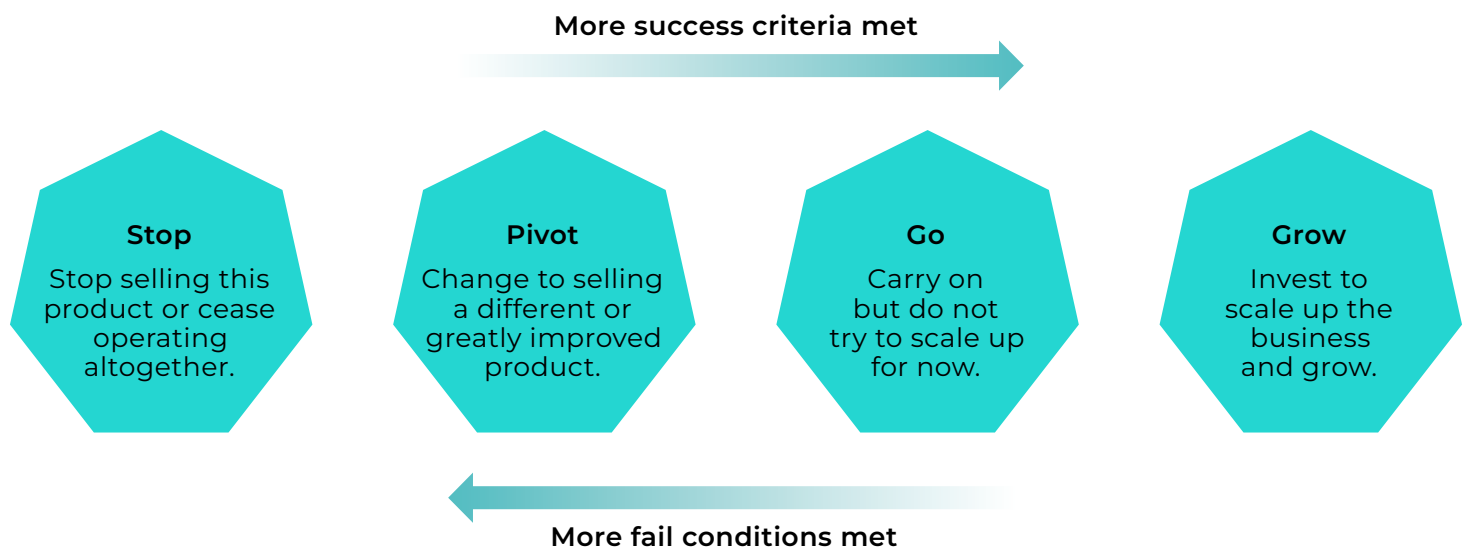 More success criteria met
Stop
Stop selling this
product or cease
operating
altogether.
Pivot
Change to selling
a different or
greatly improved
product.
Go
Carry on
but do not
try to scale up
for now.
Grow
Invest to
scale up the
business
and grow.
More fail conditions met